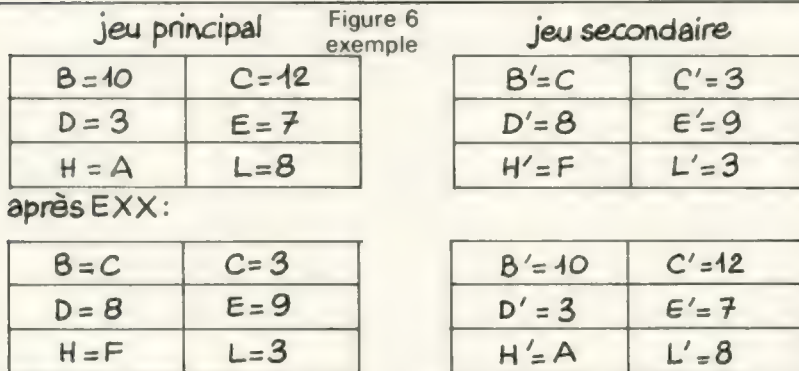 jeu principal
Figure 6
exemple
jeu secondaire
B=10 C=12 B'=C C'=3
D=3 E=7 D'=8 E'=9
H=A L=8 H'=F L'=3
après EXX:
B=C C=3 B'=10 C'=12
D=8 E=9 D'=3 E'=7
H=F L=3 H'=A L'=8